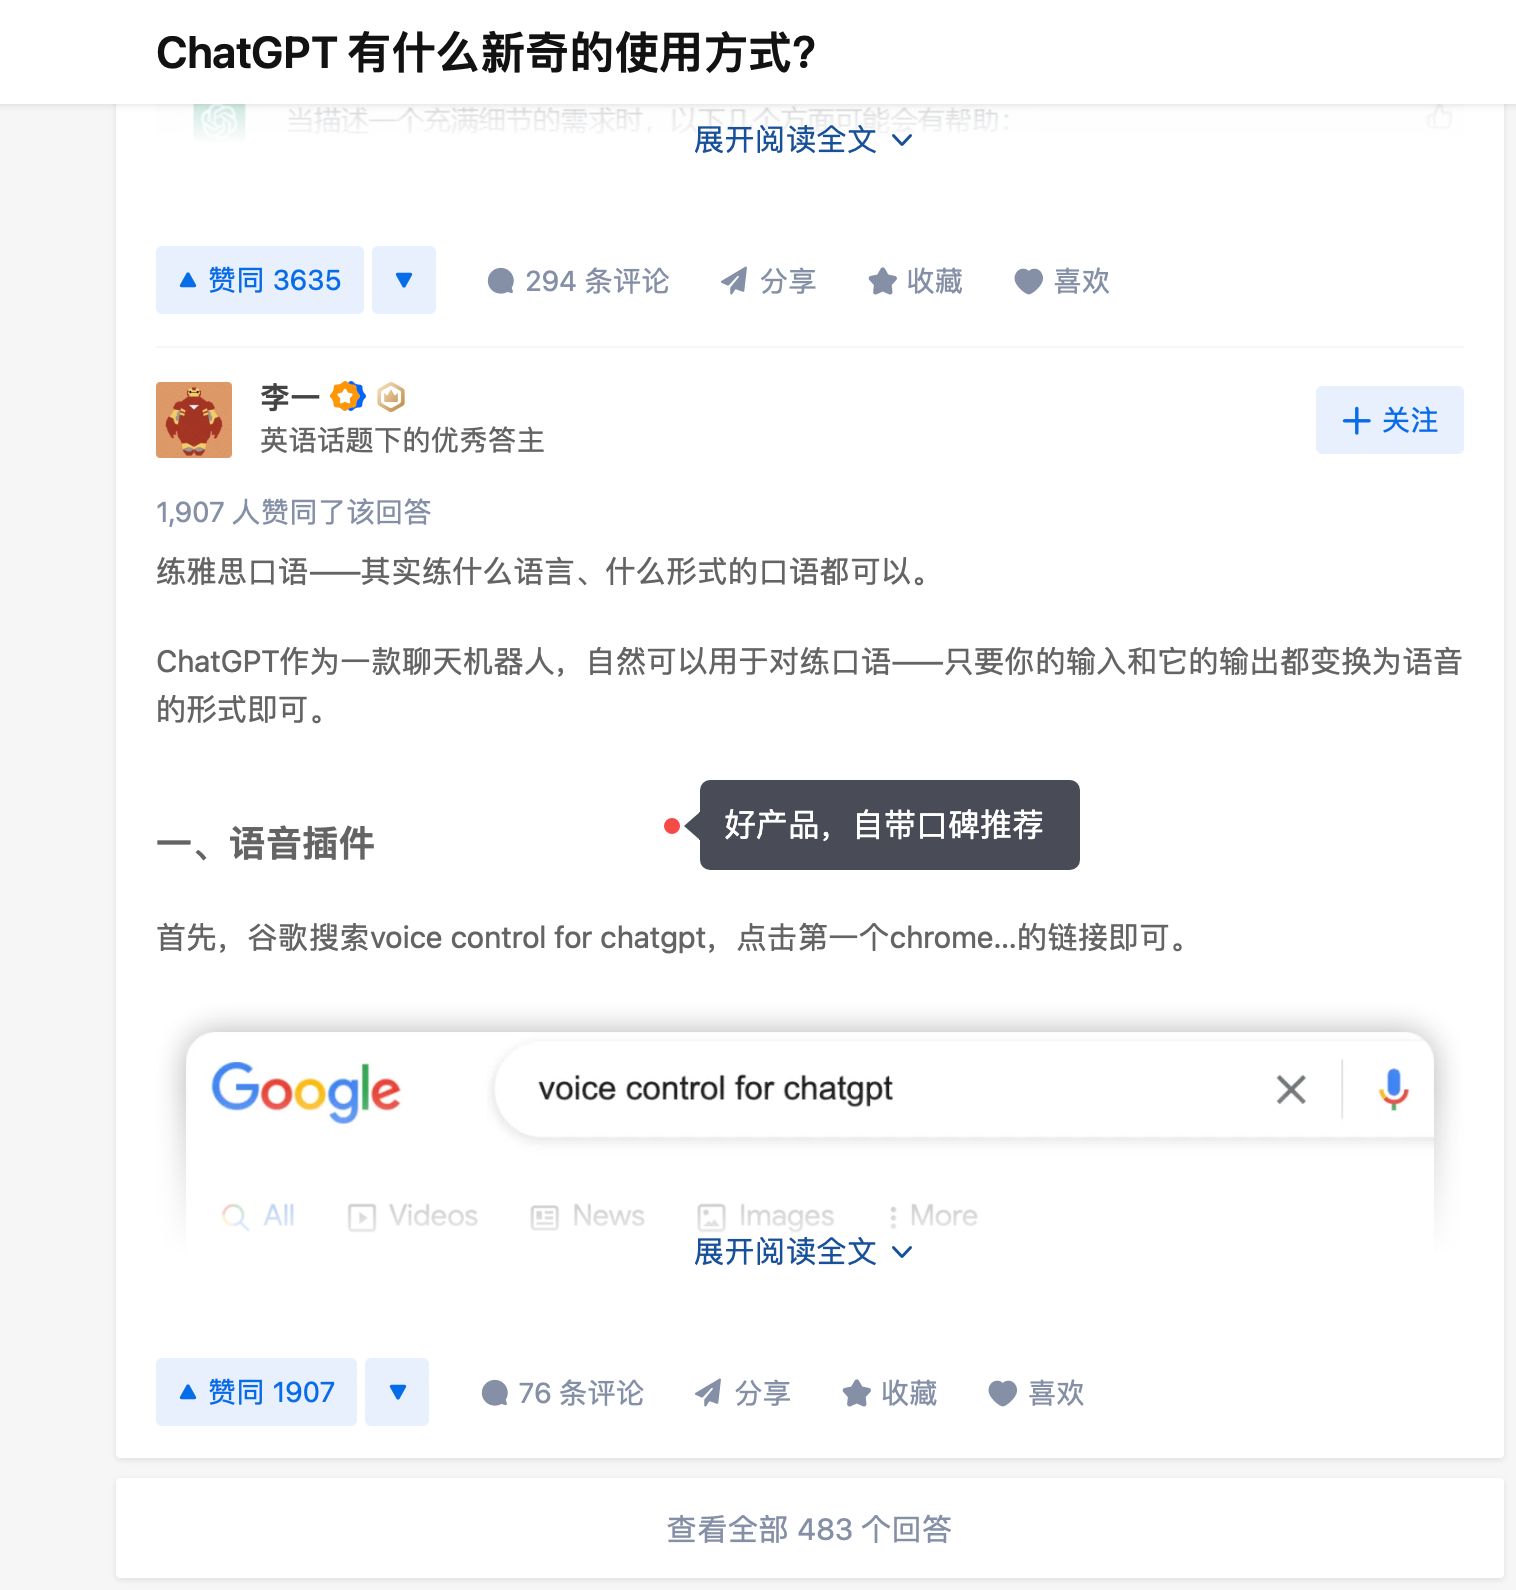 ChatGPT 有什么新奇的使用方式?
当描述一个充满细节的需求时，以下几个方面可能会有帮助：
展开阅读全文
赞同 3635
294 条评论
分享
收藏
喜欢
李一
英语话题下的优秀答主
关注
1,907 人赞同了该回答
练雅思口语——其实练什么语言、什么形式的口语都可以。
ChatGPT作为一款聊天机器人，自然可以用于对练口语——只要你的输入和它的输出都变换为语音
的形式即可。
好产品，自带口碑推荐
一、语音插件
首先，谷歌搜索voice control for chatgpt，点击第一个chrome...的链接即可。
Google
voice control for chatgpt
All
Videos
News
Images
More
展开阅读全文
赞同 1907
76 条评论
分享
收藏
喜欢
查看全部 483 个回答